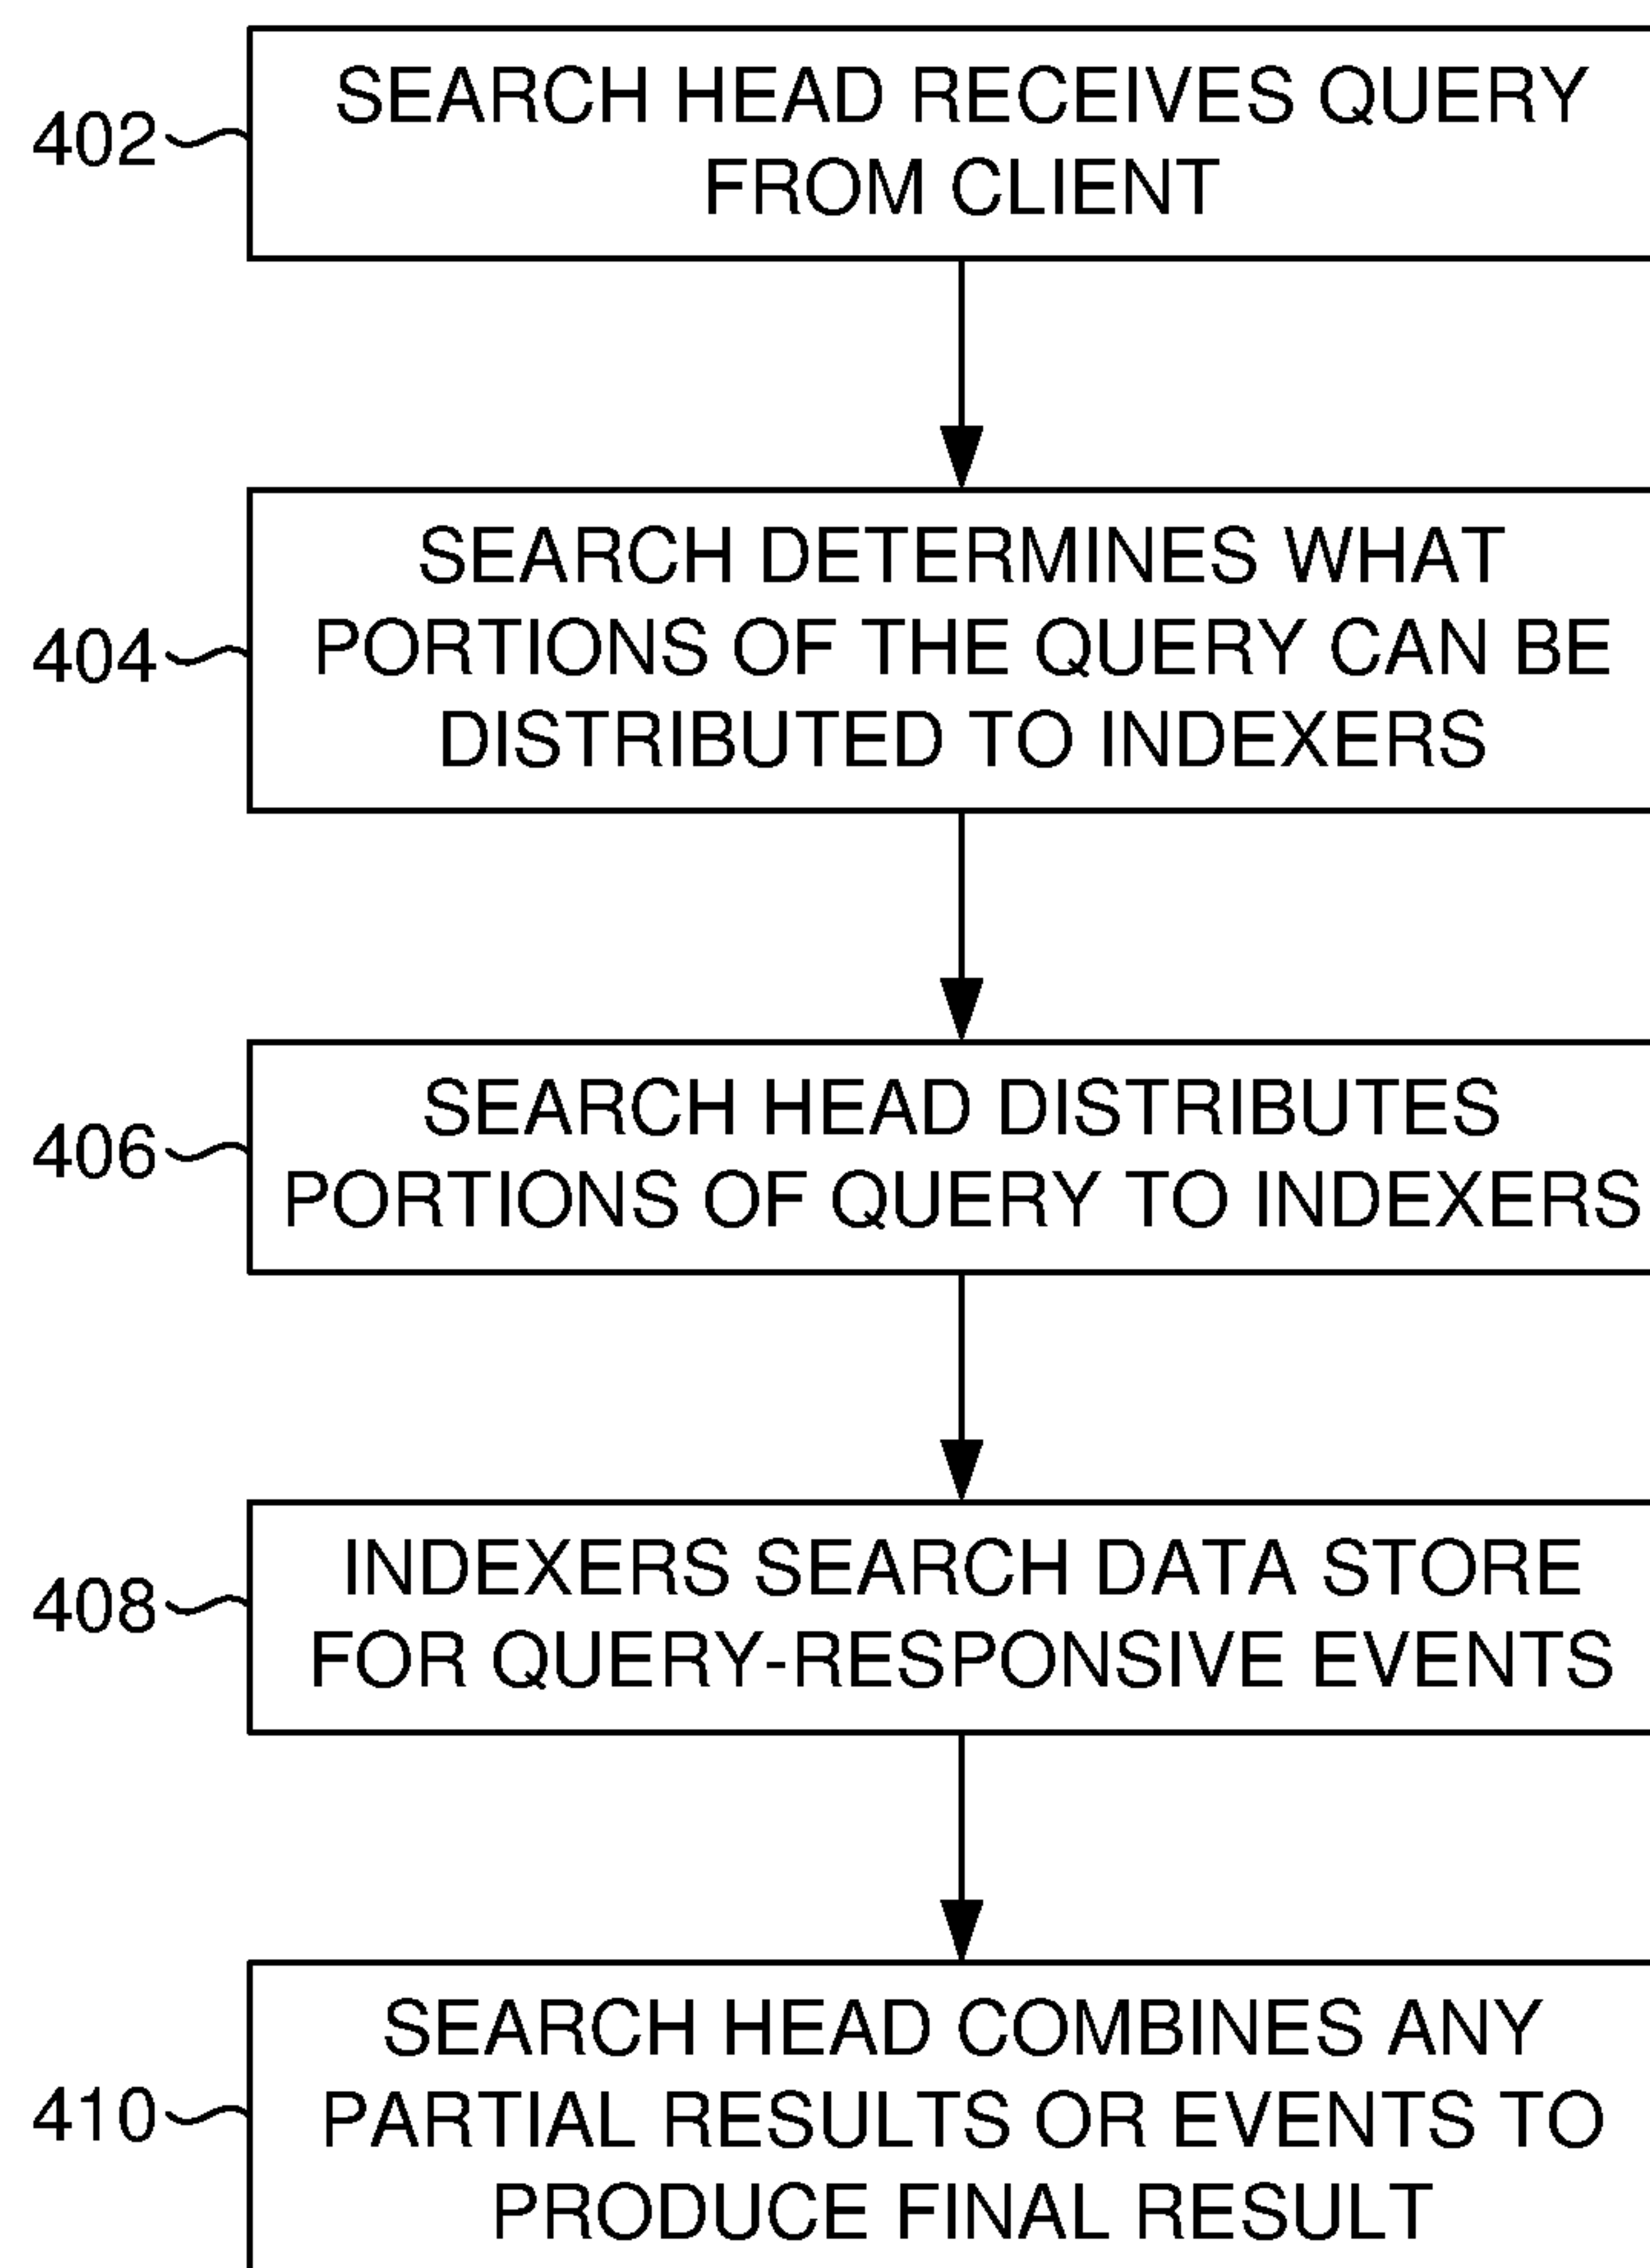 SEARCH HEAD RECEIVES QUERY
402
FROM CLIENT
SEARCH DETERMINES WHAT
404
PORTIONS OF THE QUERY CAN BE
DISTRIBUTED TO INDEXERS
SEARCH HEAD DISTRIBUTES
406
PORTIONS OF QUERY TO INDEXERS
INDEXERS SEARCH DATA STORE
408
FOR QUERY-RESPONSIVE EVENTS
SEARCH HEAD COMBINES ANY
410
PARTIAL RESULTS OR EVENTS TO
PRODUCE FINAL RESULT